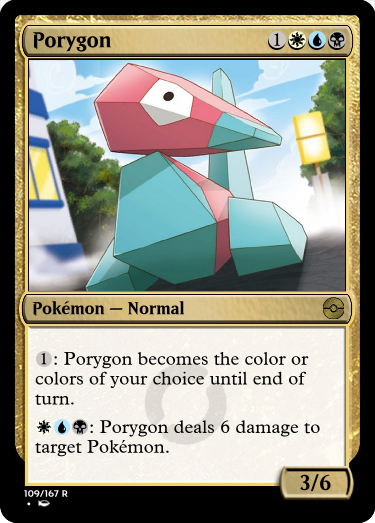 Porygon 1
Pokémon — Normal
1: Porygon becomes the color or
colors of your choice until end of
turn.
: Porygon deals 6 damage to
target Pokémon.
3/6
109/167 R